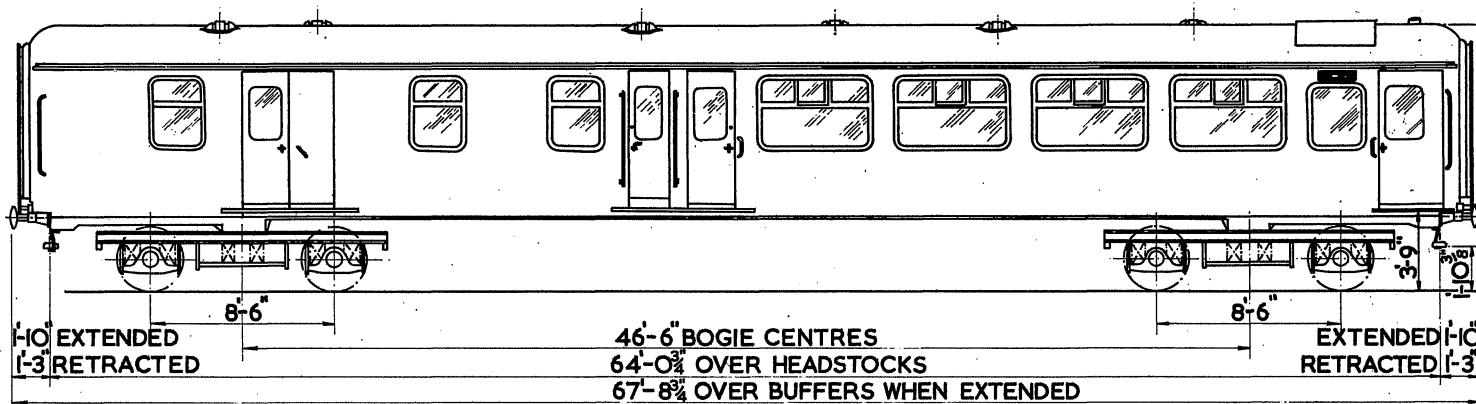 3'-9"
1'-10⅜"
8'-6"
8'-6"
1'-10" EXTENDED
46'-6" BOGIE CENTRES
EXTENDED 1'-10"
1'-3" RETRACTED
64'-0¾" OVER HEADSTOCKS
RETRACTED 1'-3"
67'-8¾" OVER BUFFERS WHEN EXTENDED